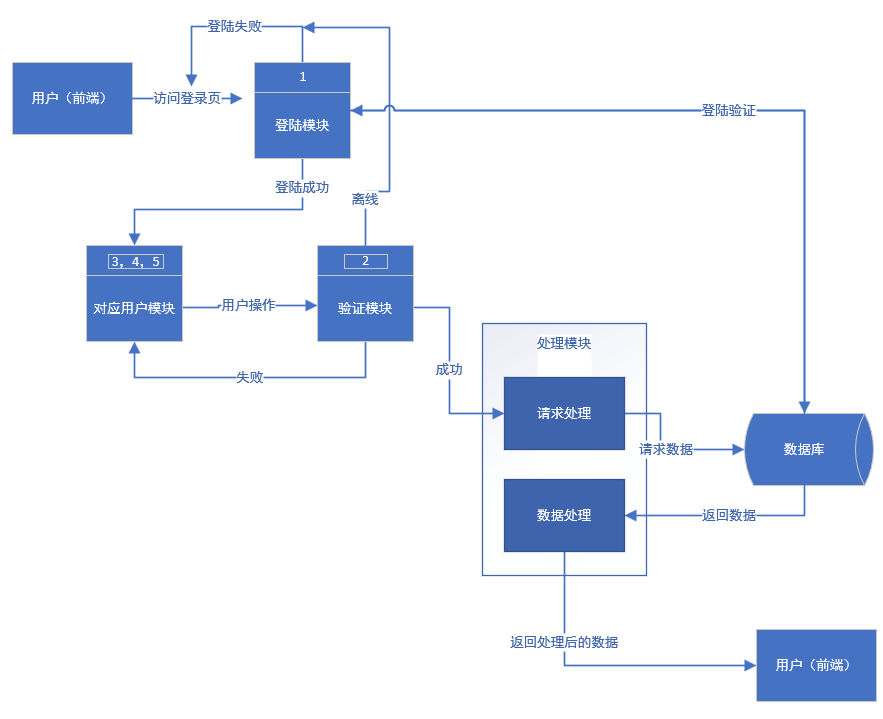 登陆失败
用户（前端）
访问登录页
1
登陆模块
登陆验证
登陆成功
离线
3, 4, 5
对应用户模块
用户操作
2
验证模块
失败
成功
处理模块
请求处理
请求数据
数据库
数据处理
返回数据
返回处理后的数据
用户（前端）